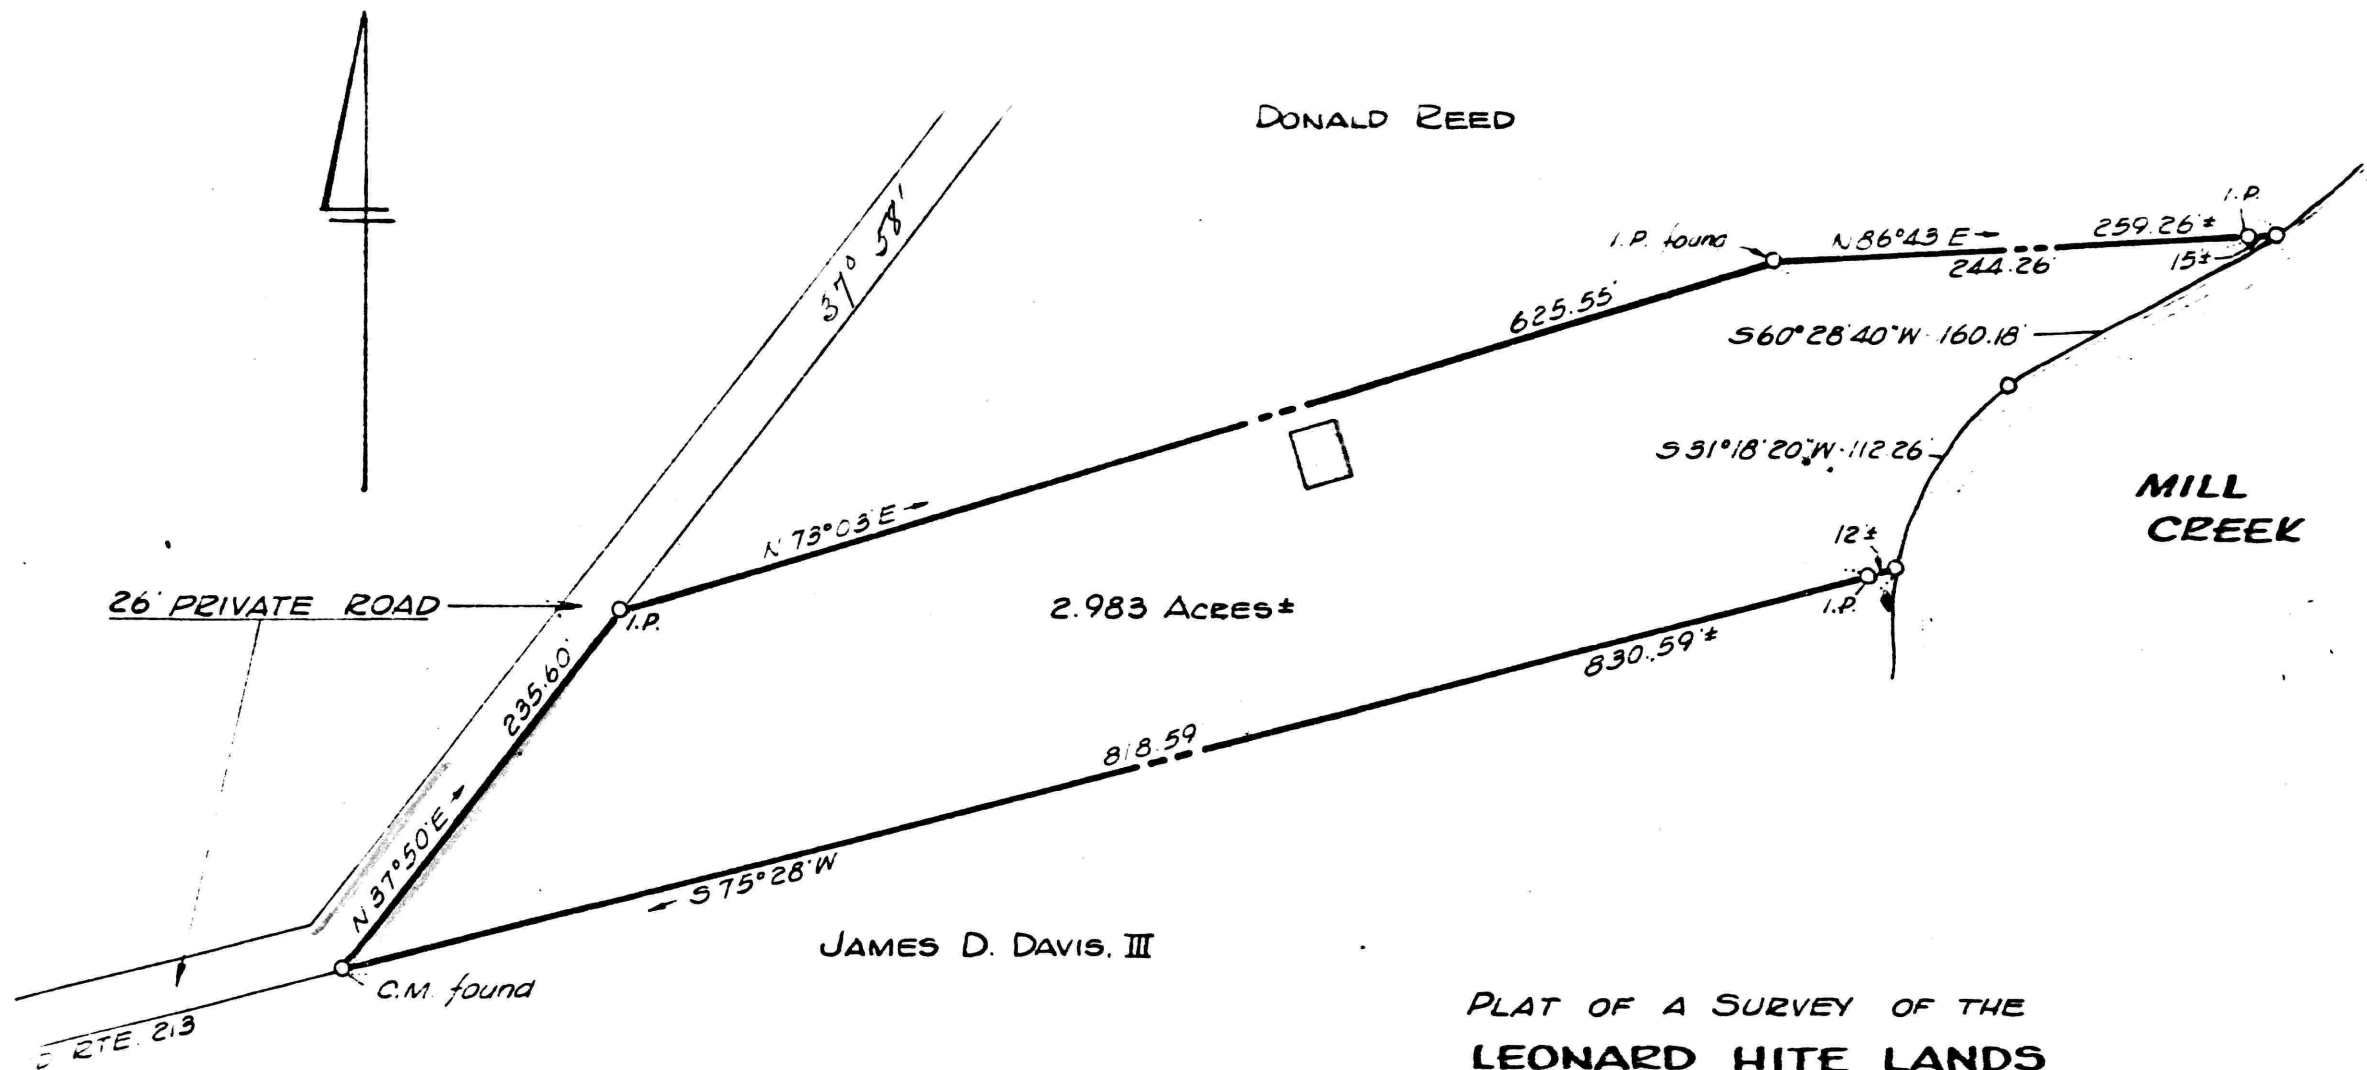 DONALD REED
37° 58'
I.P.
I.P. found
N 86°43 E
259.26'±
244.26'
15'±
625.55'
S60°28'40"W - 160.18'
S 31°18'20"W - 112.26'
MILL
CREEK
N 73°03'E
12'±
I.P.
26' PRIVATE ROAD
I.P.
2.983 ACRES±
235.60'
830.59'±
818.59
N 37°50'E
S 75°28'W
JAMES D. DAVIS, III
C.M. found
RTE. 213
PLAT OF A SURVEY OF THE
LEONARD HITE LANDS